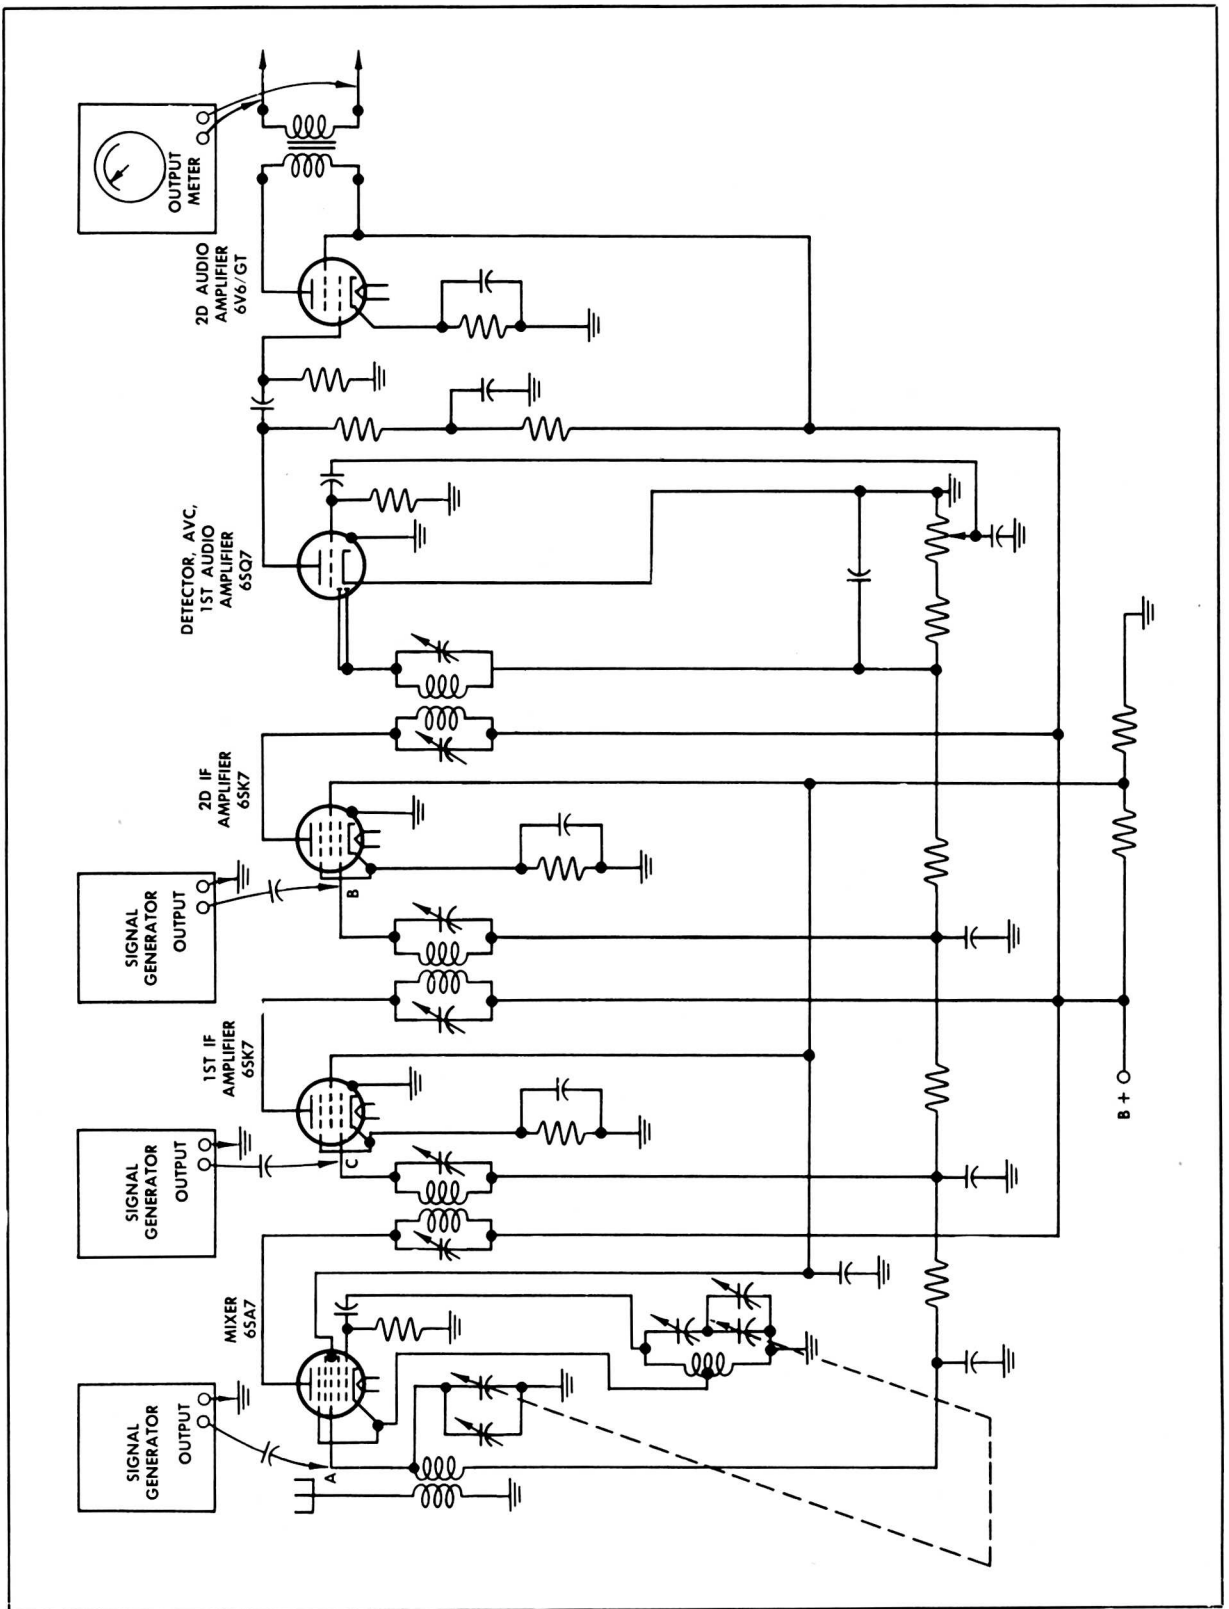 SIGNAL
GENERATOR
OUTPUT
A
MIXER
6SA7
SIGNAL
GENERATOR
OUTPUT
C
1ST IF
AMPLIFIER
6SK7
SIGNAL
GENERATOR
OUTPUT
B
2D IF
AMPLIFIER
6SK7
DETECTOR, AVC,
1ST AUDIO
AMPLIFIER
6SQ7
2D AUDIO
AMPLIFIER
6V6/GT
OUTPUT
METER
B +